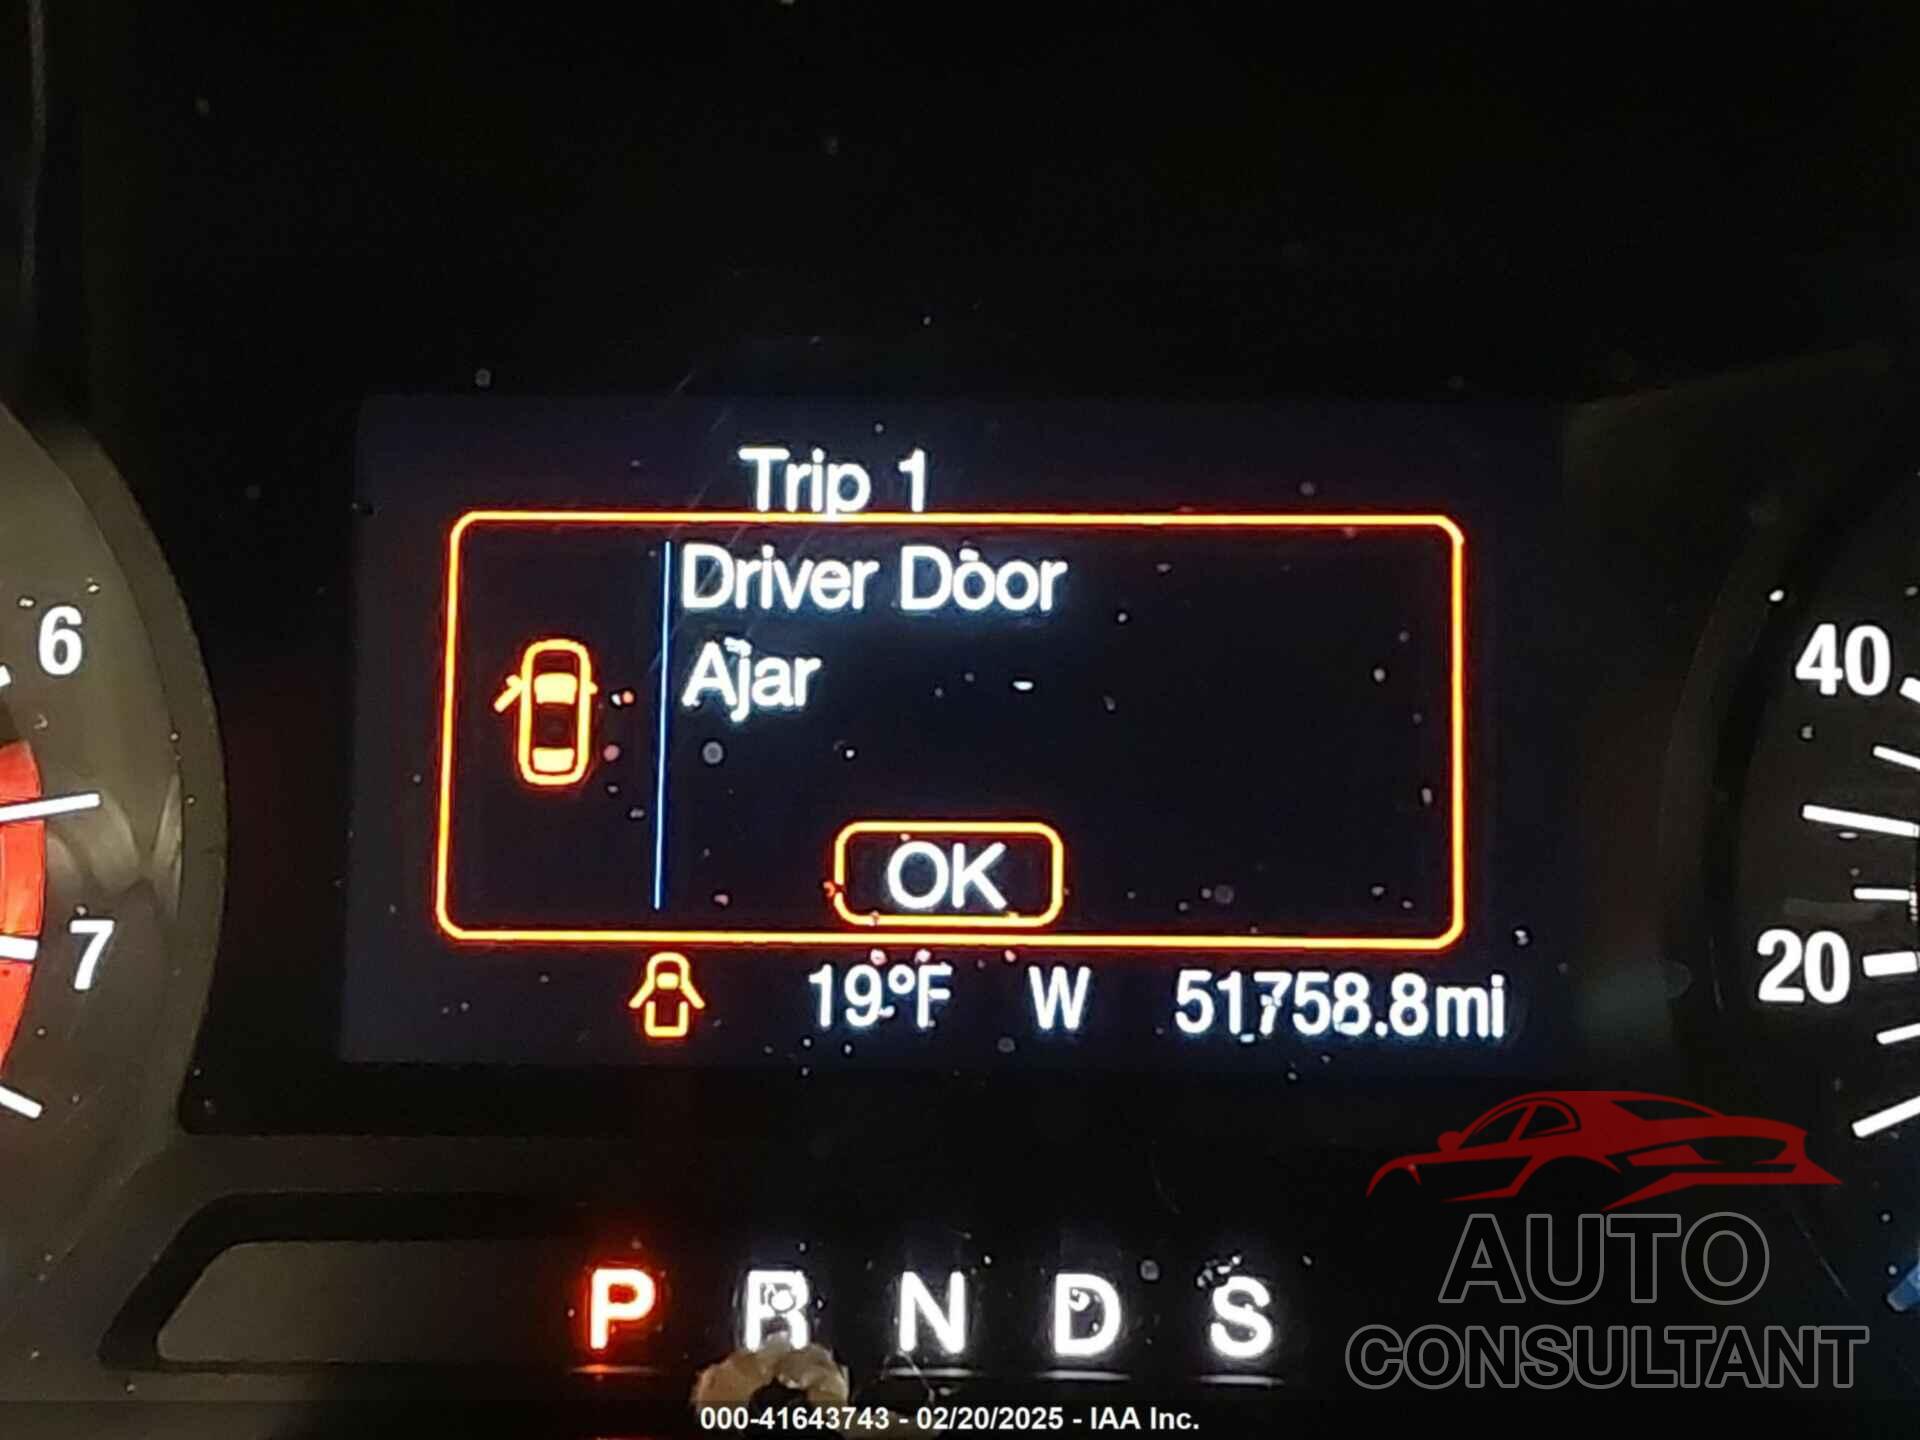 Trip 1
Driver Door
Ajar
OK
19°F W 51758.8mi
6
7
40
20
P R N D S
AUTO
CONSULTANT
000-41643743 - 02/20/2025 - IAA Inc.